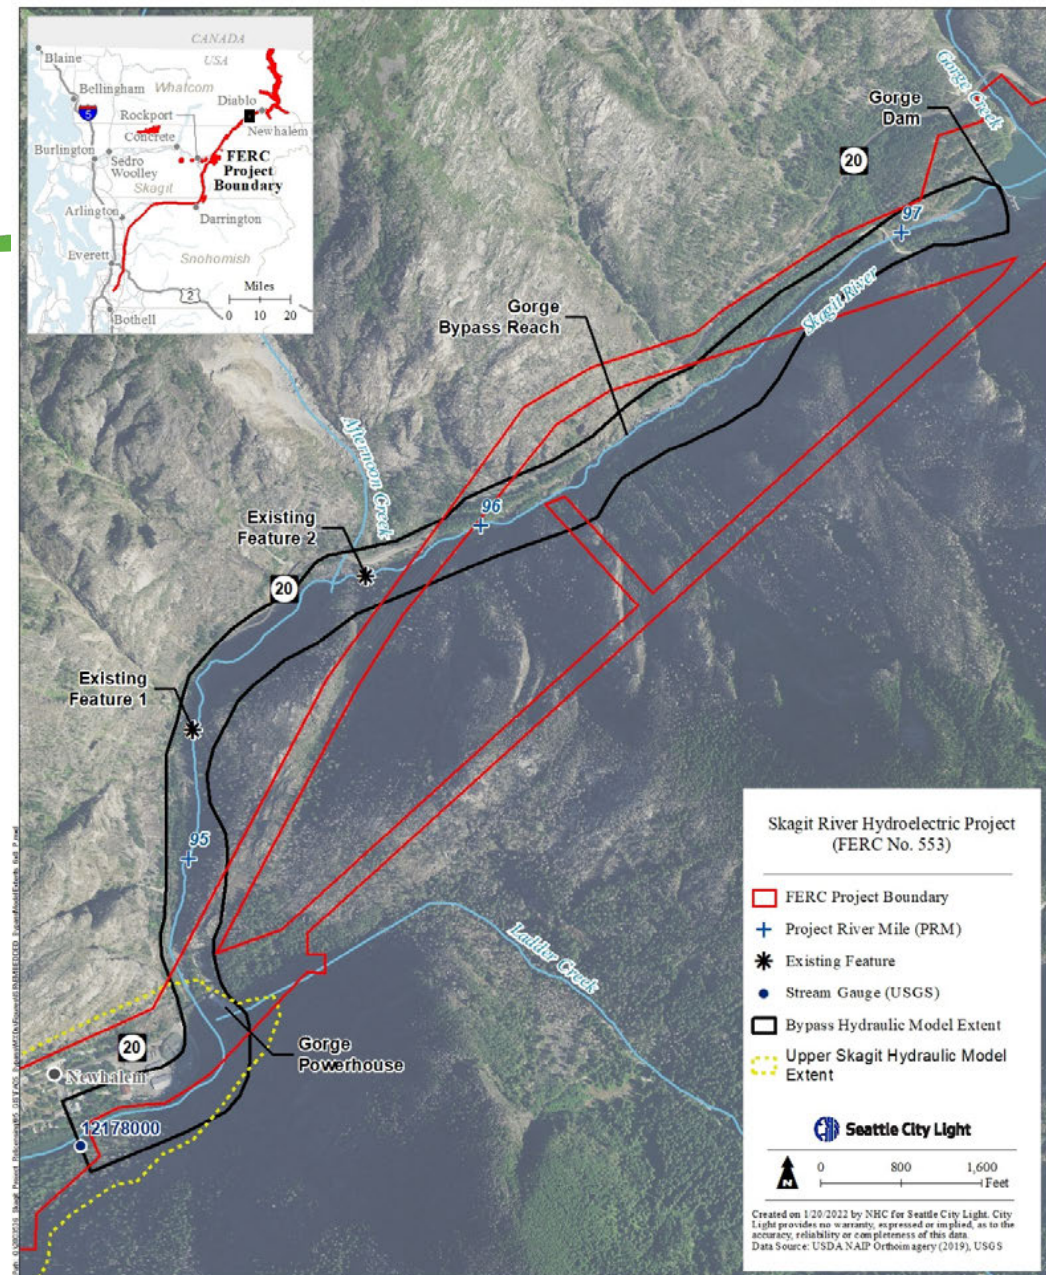 CANADA
USA
Blaine
Whatcom
Bellingham
5
Diablo
Rockport
Newhalem
Concrete
Burlington
Sedro
Woolley
FERC
Project
Boundary
Skagit
Arlington
Darrington
Everett
Snohomish
2
Miles
0 10 20
Bothell
Gorge Creek
Gorge
Dam
20
97
Skagit River
Gorge
Bypass Reach
Afternoon Creek
96
Existing
Feature 2
20
Existing
Feature 1
95
Ladder Creek
Gorge
Powerhouse
20
Newhalem
12178000
Skagit River Hydroelectric Project
(FERC No. 553)
FERC Project Boundary
Project River Mile (PRM)
Existing Feature
Stream Gauge (USGS)
Bypass Hydraulic Model Extent
Upper Skagit Hydraulic Model
Extent
Seattle City Light
N
0 800 1,600
Feet
Created on 1/20/2022 by NHC for Seattle City Light. City
Light provides no warranty, expressed or implied, as to the
accuracy, reliability or completeness of this data.
Data Source: USDA NAIP Orthoimagery (2019), USGS